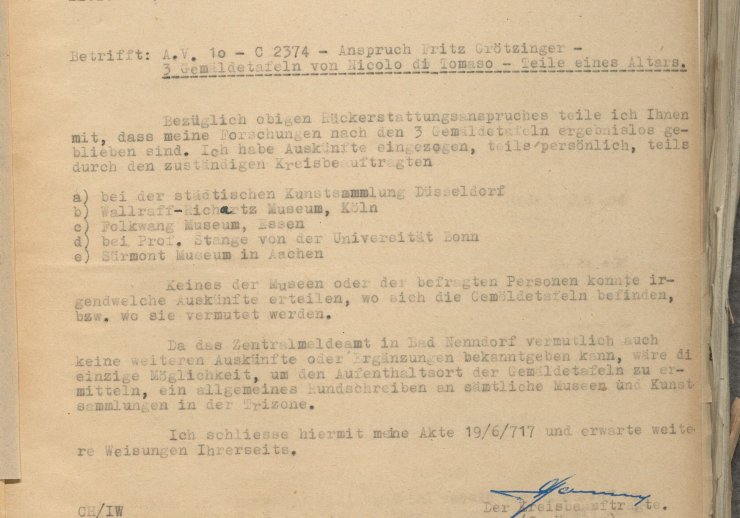 Betrifft: A.V. 1o - C 2374 - Anspruch Fritz Grötzinger -
3 Gemäldetafeln von Nicolo di Tomaso - Teile eines Altars.
Bezüglich obigen Rückerstattungsanspruches teile ich Ihnen
mit, dass meine Forschungen nach den 3 Gemäldetafeln ergebnislos ge-
blieben sind. Ich habe Auskünfte eingezogen, teils persönlich, teils
durch den zuständigen Kreisbeauftragten
a) bei der städtischen Kunstsammlung Düsseldorf
b) Wallraff-Richartz Museum, Köln
c) Folkwang Museum, Essen
d) bei Prof. Stange von der Universität Bonn
e) Sürmont Museum in Aachen
Keines der Museen oder der befragten Personen konnte ir-
gendwelche Auskünfte erteilen, wo sich die Gemäldetafeln befinden,
bzw. wo sie vermutet werden.
Da das Zentralmeldeamt in Bad Nenndorf vermutlich auch
keine weiteren Auskünfte oder Ergänzungen bekanntgeben kann, wäre di
einzige Möglichkeit, um den Aufenthaltsort der Gemäldetafeln zu er-
mitteln, ein allgemeines Rundschreiben an sämtliche Museen und Kunst
sammlungen in der Trizone.
Ich schliesse hiermit meine Akte 19/6/717 und erwarte weite
re Weisungen Ihrerseits.
CH/IW
Der Kreisbeauftragte.